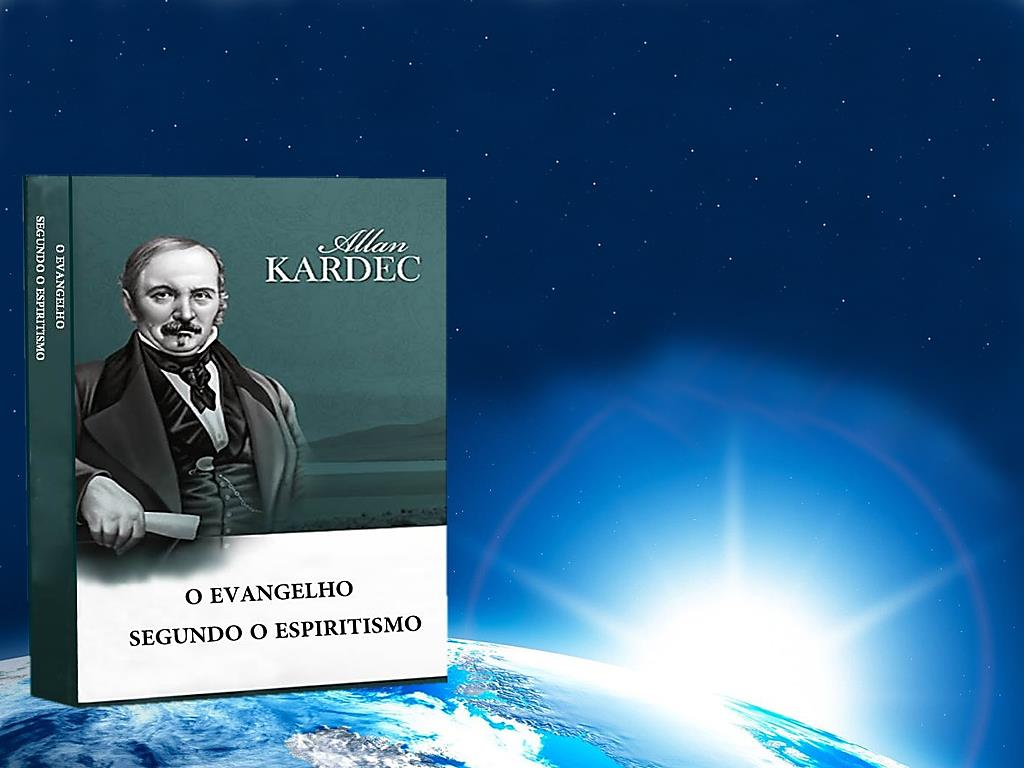 O EVANGELHO
SEGUNDO O ESPIRITISMO
Allan
KARDEC
O EVANGELHO
SEGUNDO O ESPIRITISMO